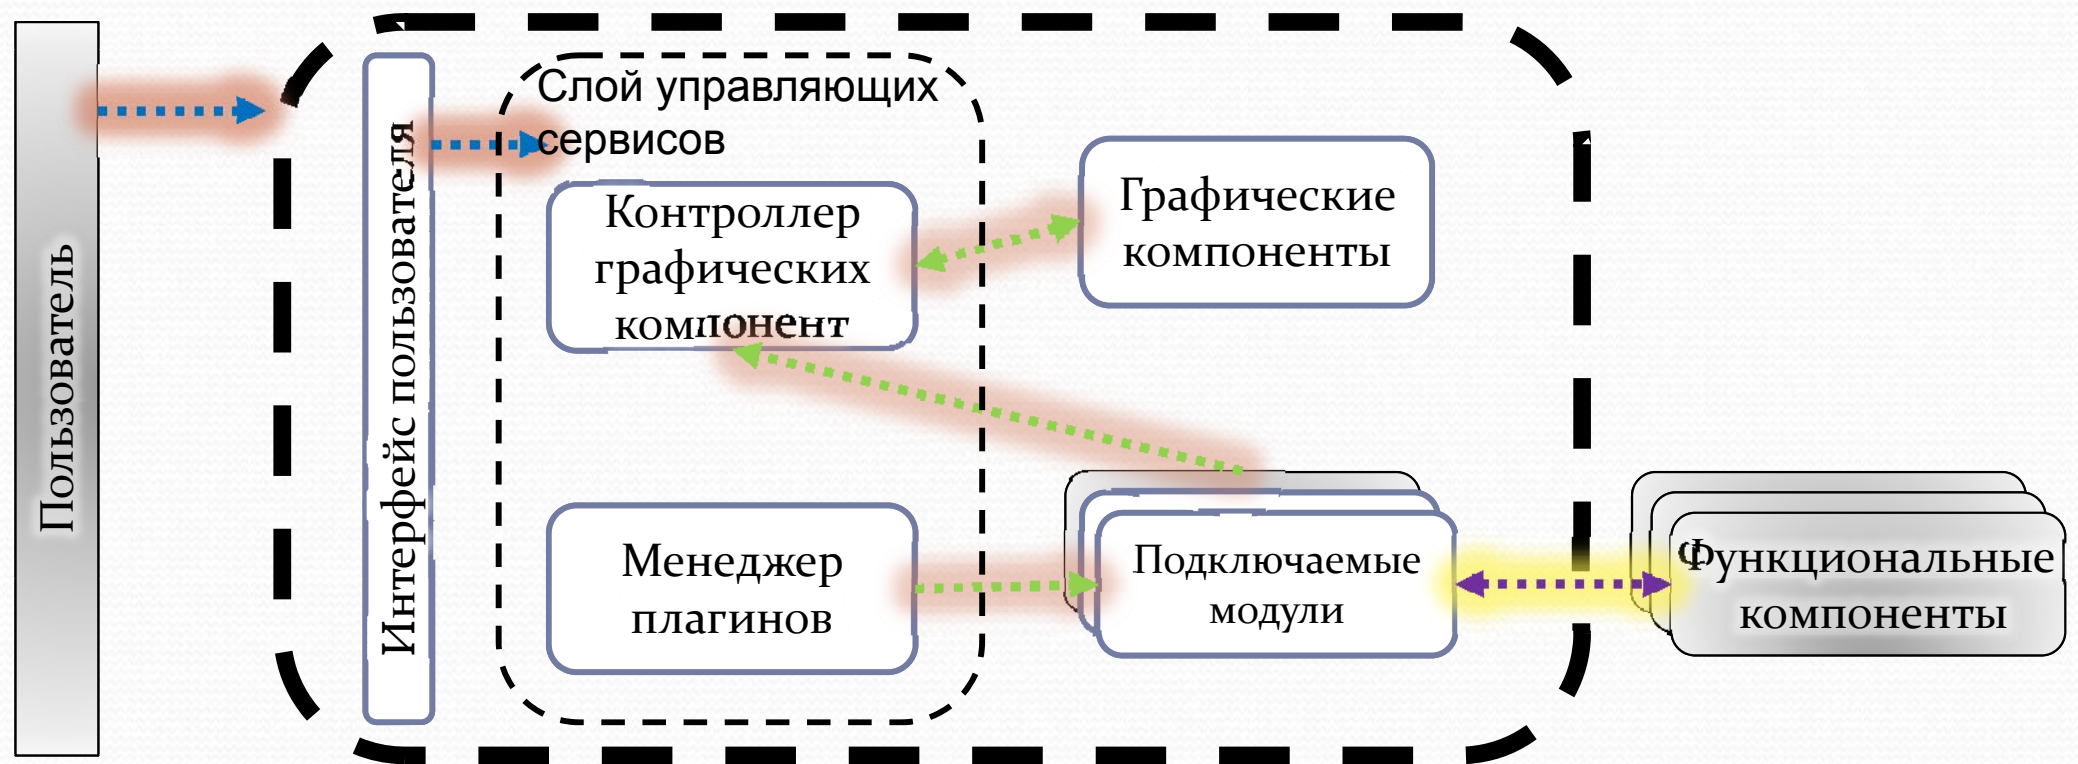 Пользователь
Интерфейс пользователя
Слой управляющих
сервисов
Контроллер
графических
компонент
Графические
компоненты
Менеджер
плагинов
Подключаемые
модули
Функциональные
компоненты